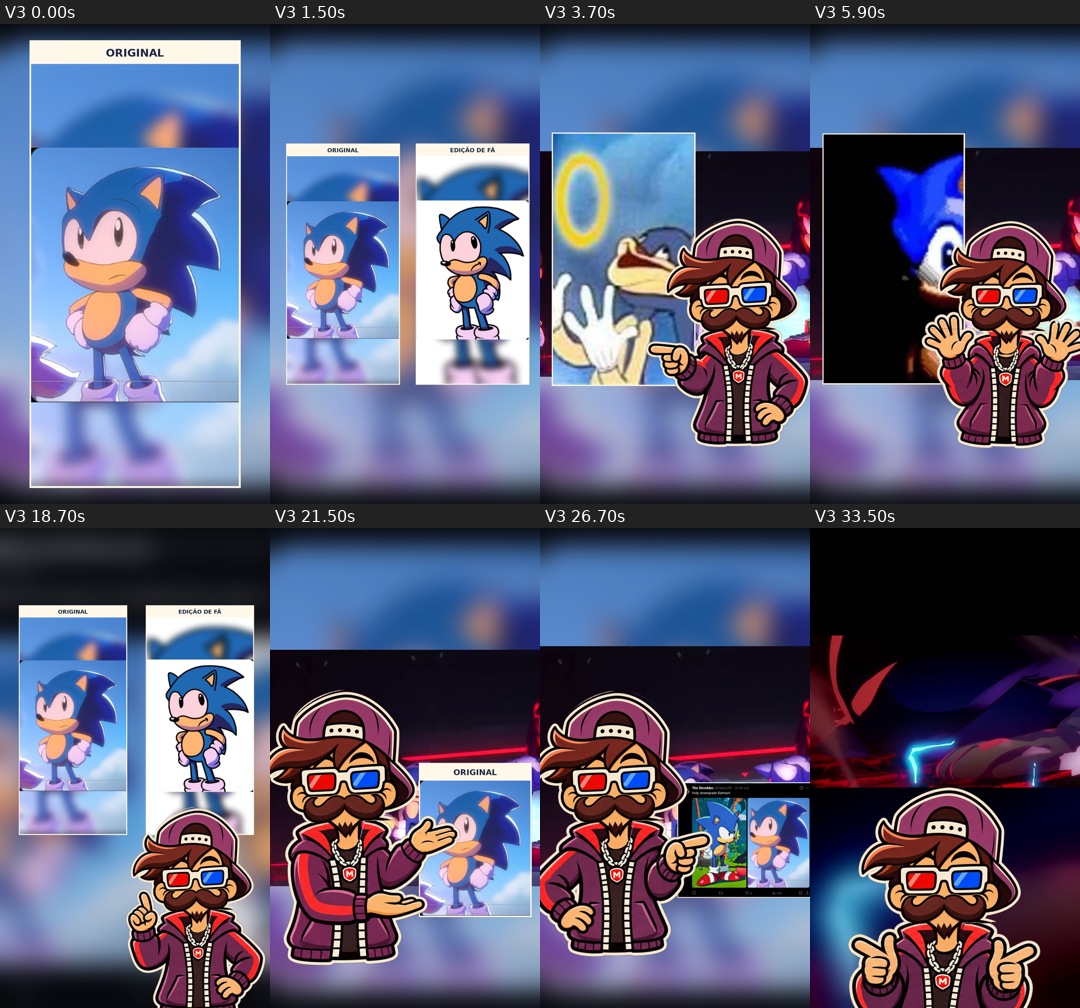 V3 0.00s
V3 1.50s
V3 3.70s
V3 5.90s
ORIGINAL
ORIGINAL
EDIÇÃO DE FÃ
M
M
V3 18.70s
V3 21.50s
V3 26.70s
V3 33.50s
ORIGINAL
EDIÇÃO DE FÃ
ORIGINAL
M
M
M
M